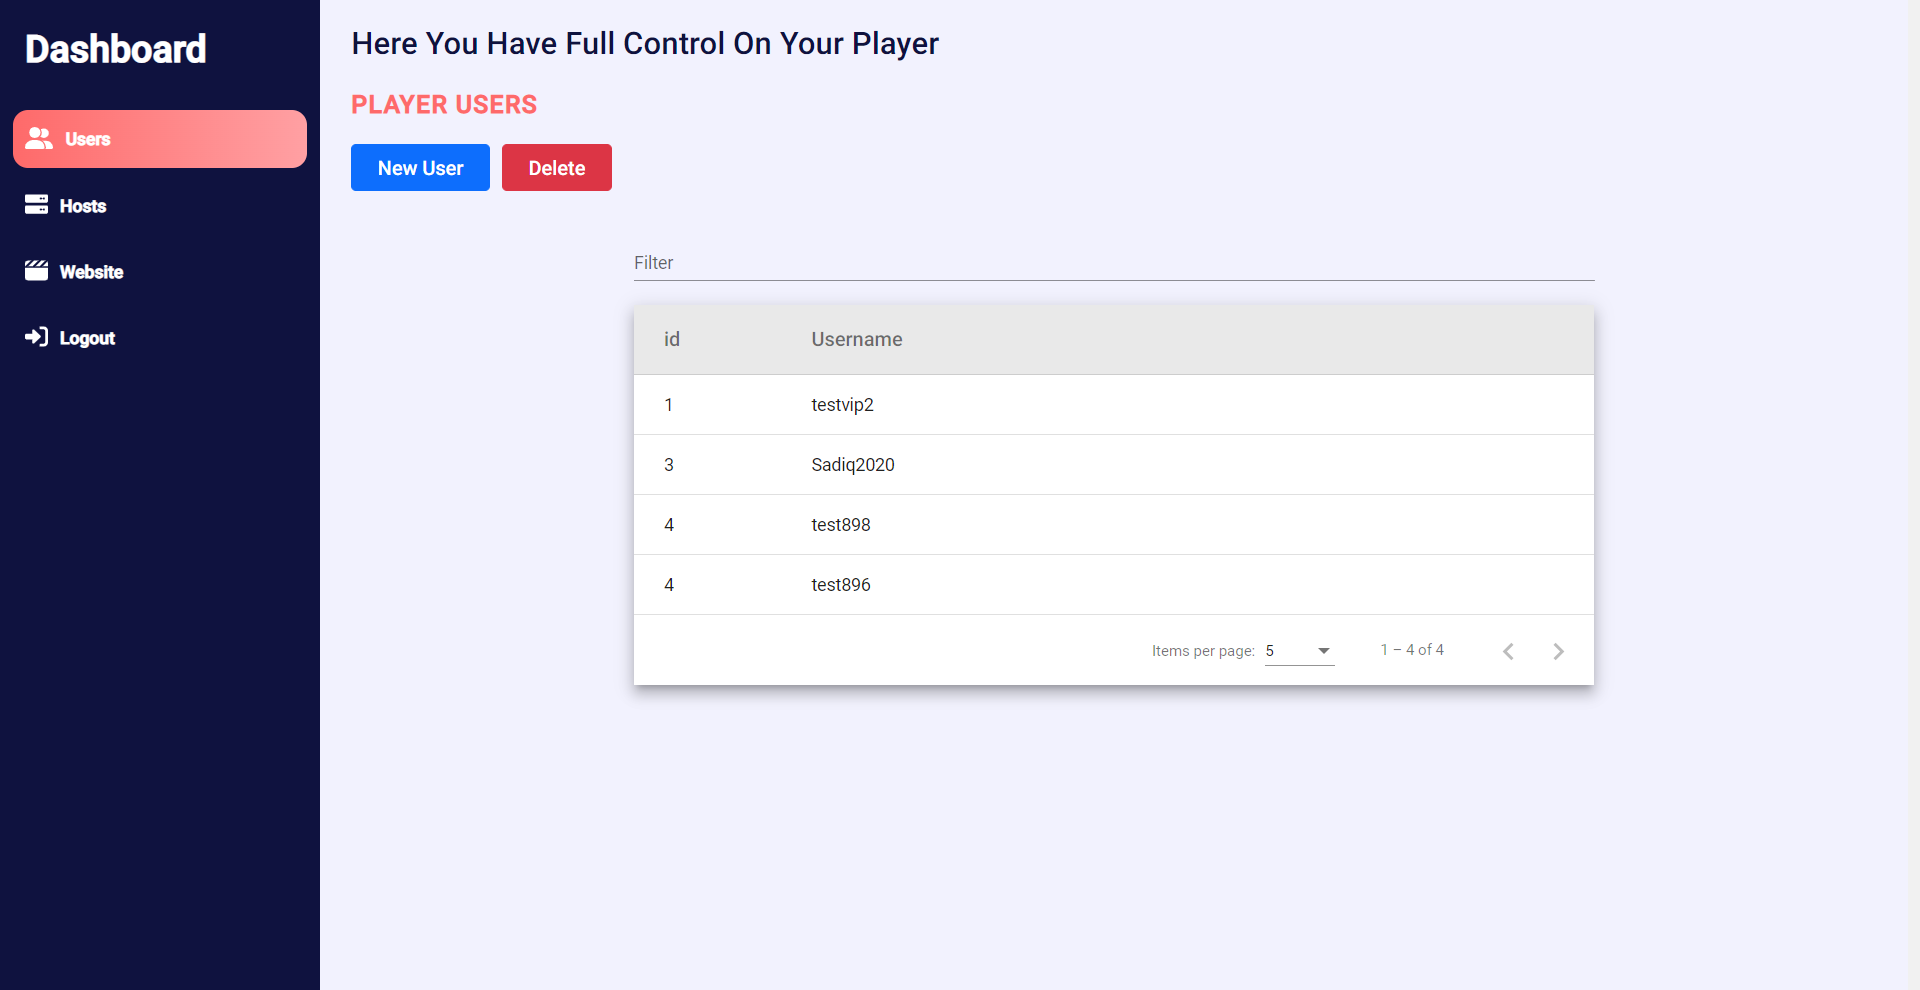 Dashboard
Users
Hosts
Website
Logout
Here You Have Full Control On Your Player
PLAYER USERS
New User Delete
Filter
id Username
1 testvip2
3 Sadiq2020
4 test898
4 test896
Items per page: 5 1 – 4 of 4